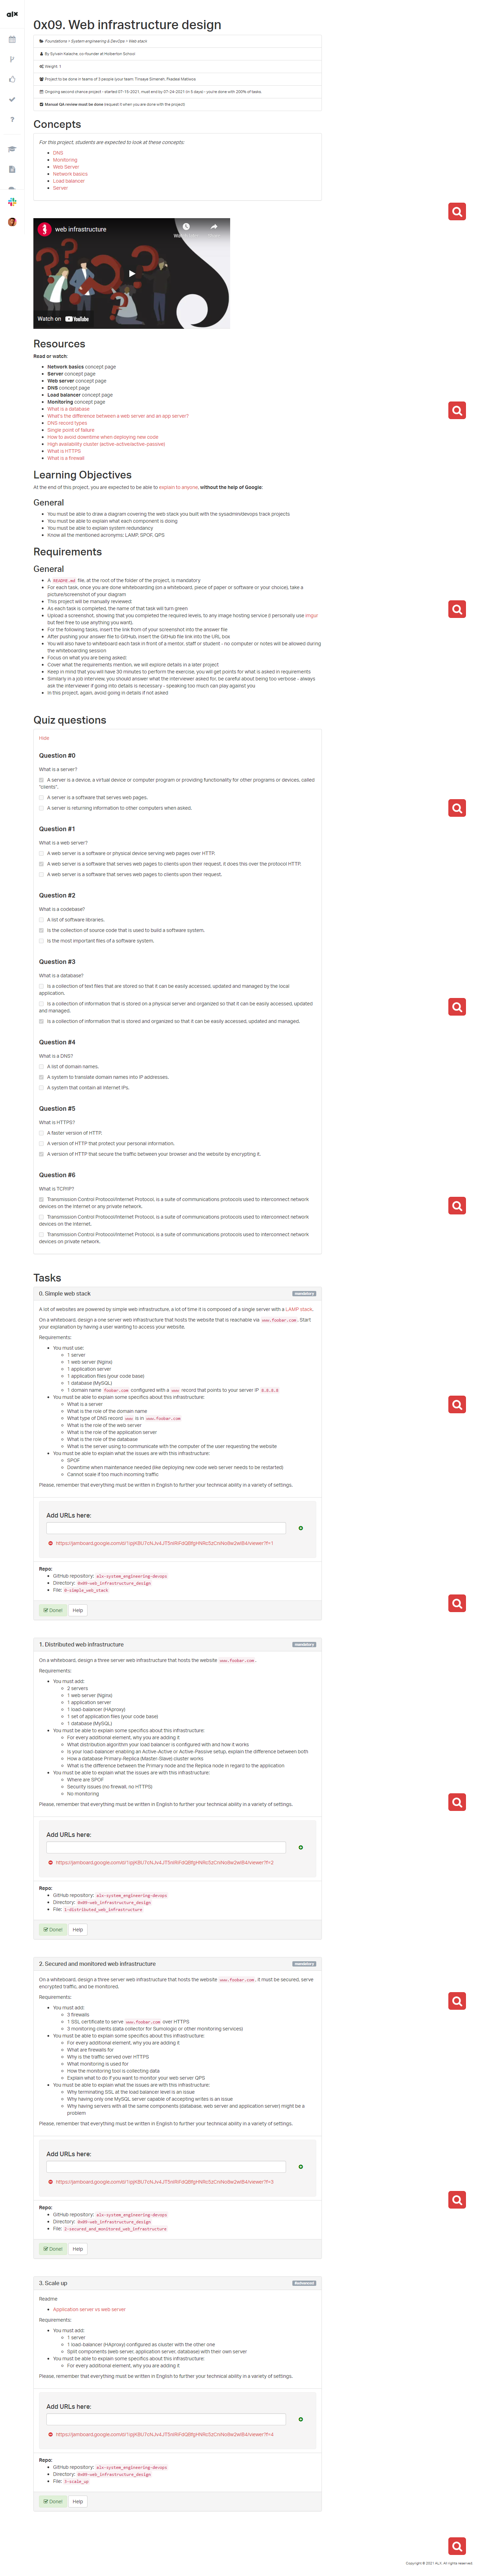 alx
0x09. Web infrastructure design
Foundations > System engineering & DevOps > Web stack
By Sylvain Kalache, co-founder at Holberton School
Weight: 1
Manual QA review must be done (request it when you are done with the project)
Concepts
For this project, students are expected to look at these concepts:
DNS
Monitoring
Web Server
Network basics
Load balancer
Server
web infrastructure
Watch on YouTube
Resources
Read or watch:
Network basics concept page
Server concept page
Web server concept page
DNS concept page
Load balancer concept page
Monitoring concept page
What is a database
What's the difference between a web server and an app server?
DNS record types
Single point of failure
How to avoid downtime when deploying new code
High availability cluster (active-active/active-passive)
What is HTTPS
What is a firewall
Learning Objectives
At the end of this project, you are expected to be able to explain to anyone, without the help of Google:
General
You must be able to draw a diagram covering the web stack you built with the sysadmin/devops track projects
You must be able to explain what each component is doing
You must be able to explain system redundancy
Know all the mentioned acronyms: LAMP, SPOF, QPS
Requirements
General
A README.md file, at the root of the folder of the project, is mandatory
For each task, once you are done whiteboarding (on a whiteboard, piece of paper or software or your choice), take a
picture/screenshot of your diagram
This project will be manually reviewed:
As each task is completed, the name of that task will turn green
Upload a screenshot, showing that you completed the required levels, to any image hosting service (I personally use imgur
but feel free to use anything you want).
For the following tasks, insert the link from of your screenshot into the answer file
After pushing your answer file to GitHub, insert the GitHub file link into the URL box
You will also have to whiteboard each task in front of a mentor, staff or student - no computer or notes will be allowed during
the whiteboarding session
Focus on what you are being asked:
Cover what the requirements mention, we will explore details in a later project
Keep in mind that you will have 30 minutes to perform the exercise, you will get points for what is asked in requirements
Similarly in a job interview, you should answer what the interviewer asked for, be careful about being too verbose - always
ask the interviewer if going into details is necessary - speaking too much can play against you
In this project, again, avoid going in details if not asked
Quiz questions
Hide
Question #0
What is a server?
A server is a device, a virtual device or computer program or providing functionality for other programs or devices, called
"clients".
A server is a software that serves web pages.
A server is returning information to other computers when asked.
Question #1
What is a web server?
A web server is a software or physical device serving web pages over HTTP.
A web server is a software that serves web pages to clients upon their request, it does this over the protocol HTTP.
A web server is a software that serves web pages to clients upon their request.
Question #2
What is a codebase?
A list of software libraries.
Is the collection of source code that is used to build a software system.
Is the most important files of a software system.
Question #3
What is a database?
Is a collection of text files that are stored so that it can be easily accessed, updated and managed by the local
application.
Is a collection of information that is stored on a physical server and organized so that it can be easily accessed, updated
and managed.
Is a collection of information that is stored and organized so that it can be easily accessed, updated and managed.
Question #4
What is a DNS?
A list of domain names.
A system to translate domain names into IP addresses.
A system that contain all internet IPs.
Question #5
What is HTTPS?
A faster version of HTTP.
A version of HTTP that protect your personal information.
A version of HTTP that secure the traffic between your browser and the website by encrypting it.
Question #6
What is TCP/IP?
Transmission Control Protocol/Internet Protocol, is a suite of communications protocols used to interconnect network
devices on the internet or any private network.
Transmission Control Protocol/Internet Protocol, is a suite of communications protocols used to interconnect network
devices on the internet.
Transmission Control Protocol/Internet Protocol, is a suite of communications protocols used to interconnect network
devices on private network.
Tasks
0. Simple web stack mandatory
A lot of websites are powered by simple web infrastructure, a lot of time it is composed of a single server with a LAMP stack.
On a whiteboard, design a one server web infrastructure that hosts the website that is reachable via www.foobar.com. Start
your explanation by having a user wanting to access your website.
Requirements:
You must use:
1 server
1 web server (Nginx)
1 application server
1 application files (your code base)
1 database (MySQL)
1 domain name foobar.com configured with a www record that points to your server IP 8.8.8.8
You must be able to explain some specifics about this infrastructure:
What is a server
What is the role of the domain name
What type of DNS record www is in www.foobar.com
What is the role of the web server
What is the role of the application server
What is the role of the database
What is the server using to communicate with the computer of the user requesting the website
You must be able to explain what the issues are with this infrastructure:
SPOF
Downtime when maintenance needed (like deploying new code web server needs to be restarted)
Cannot scale if too much incoming traffic
Please, remember that everything must be written in English to further your technical ability in a variety of settings.
Add URLs here:
Repo:
GitHub repository: alx-system_engineering-devops
Directory: 0x09-web_infrastructure_design
File: 0-simple_web_stack
Done! Help
1. Distributed web infrastructure mandatory
On a whiteboard, design a three server web infrastructure that hosts the website www.foobar.com.
Requirements:
You must add:
2 servers
1 web server (Nginx)
1 application server
1 load-balancer (HAproxy)
1 set of application files (your code base)
1 database (MySQL)
You must be able to explain some specifics about this infrastructure:
For every additional element, why you are adding it
What distribution algorithm your load balancer is configured with and how it works
Is your load-balancer enabling an Active-Active or Active-Passive setup, explain the difference between both
How a database Primary-Replica (Master-Slave) cluster works
What is the difference between the Primary node and the Replica node in regard to the application
You must be able to explain what the issues are with this infrastructure:
Where are SPOF
Security issues (no firewall, no HTTPS)
No monitoring
Please, remember that everything must be written in English to further your technical ability in a variety of settings.
Add URLs here:
Repo:
GitHub repository: alx-system_engineering-devops
Directory: 0x09-web_infrastructure_design
File: 1-distributed_web_infrastructure
Done! Help
2. Secured and monitored web infrastructure mandatory
On a whiteboard, design a three server web infrastructure that hosts the website www.foobar.com, it must be secured, serve
encrypted traffic, and be monitored.
Requirements:
You must add:
3 firewalls
1 SSL certificate to serve www.foobar.com over HTTPS
3 monitoring clients (data collector for Sumologic or other monitoring services)
You must be able to explain some specifics about this infrastructure:
For every additional element, why you are adding it
What are firewalls for
Why is the traffic served over HTTPS
What monitoring is used for
How the monitoring tool is collecting data
Explain what to do if you want to monitor your web server QPS
You must be able to explain what the issues are with this infrastructure:
Why terminating SSL at the load balancer level is an issue
Why having only one MySQL server capable of accepting writes is an issue
Why having servers with all the same components (database, web server and application server) might be a
problem
Please, remember that everything must be written in English to further your technical ability in a variety of settings.
Add URLs here:
Repo:
GitHub repository: alx-system_engineering-devops
Directory: 0x09-web_infrastructure_design
File: 2-secured_and_monitored_web_infrastructure
Done! Help
3. Scale up #advanced
Readme
Application server vs web server
Requirements:
You must add:
1 server
1 load-balancer (HAproxy) configured as cluster with the other one
Split components (web server, application server, database) with their own server
You must be able to explain some specifics about this infrastructure:
For every additional element, why you are adding it
Please, remember that everything must be written in English to further your technical ability in a variety of settings.
Add URLs here:
Repo:
GitHub repository: alx-system_engineering-devops
Directory: 0x09-web_infrastructure_design
File: 3-scale_up
Done! Help
Copyright © 2021 ALX, All rights reserved.